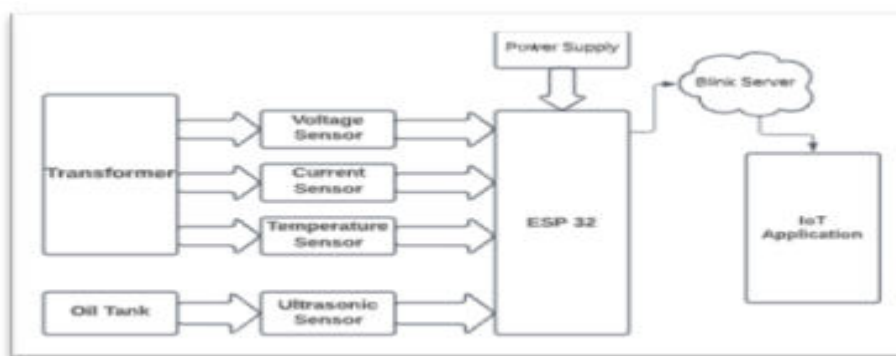 Power Supply
Blink Server
Transformer
Voltage
Sensor
Current
Sensor
Temperature
Sensor
ESP 32
IoT
Application
Oil Tank
Ultrasonic
Sensor